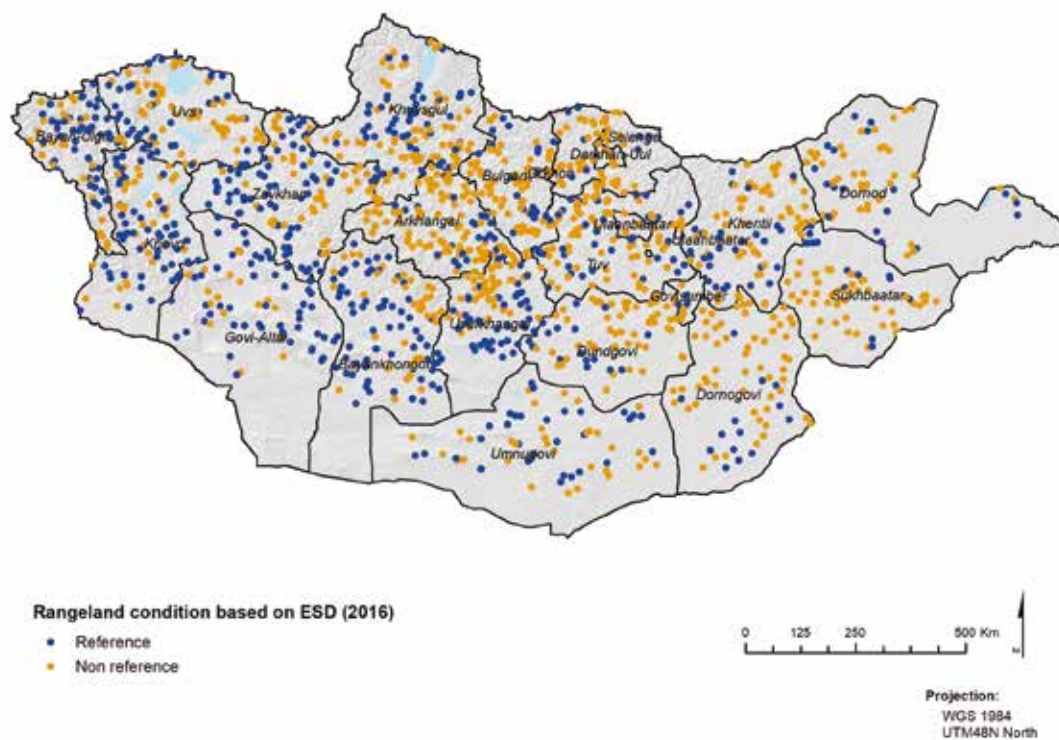 Khuvsgul
Uvs
Bayan-Olgii
Selenge
Darkhan-Uul
Bulgan
Zavkhan
Dornod
Arkhangai
Ulaanbaatar
Khentii
Khovd
Ulaanbaatar
Tuv
Govisumber
Sukhbaatar
Uvurkhangai
Govi-Altai
Dundgovi
Bayankhongor
Dornogovi
Umnugovi
Rangeland condition based on ESD (2016)
Reference
Non reference
0 125 250 500 Km
N
Projection:
WGS 1984
UTM48N North